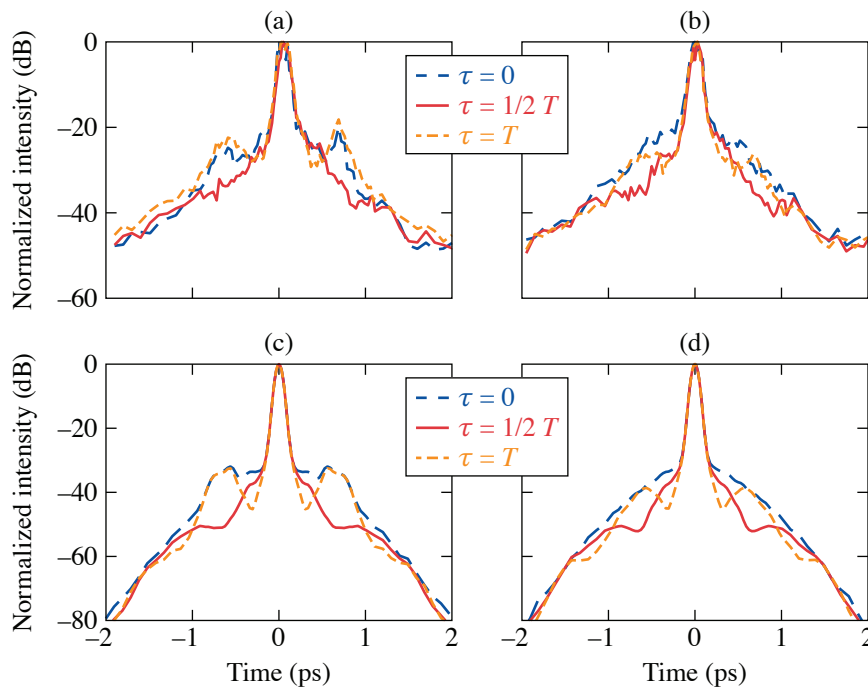 (a) (b)
Normalized intensity (dB)
0
−20
−40
−60
τ = 0
τ = 1/2 T
τ = T
(c) (d)
Normalized intensity (dB)
0
−20
−40
−60
−80
τ = 0
τ = 1/2 T
τ = T
−2 −1 0 1 2 −1 0 1 2
Time (ps) Time (ps)